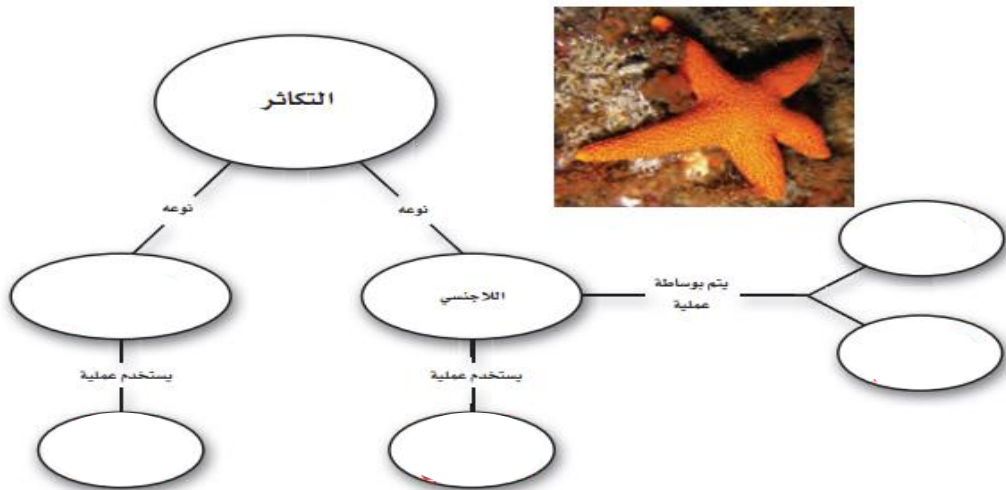 التكاثر
نوعه
نوعه
اللاجنسي
يتم بوساطة
عملية
يستخدم عملية
يستخدم عملية